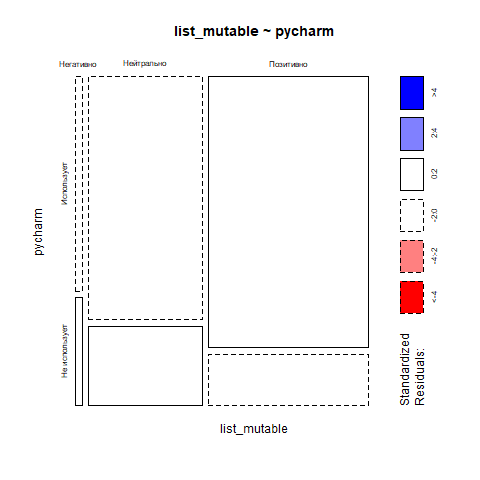 list_mutable ~ pycharm
Негативно
Нейтрально
Позитивно
Использует
Не использует
pycharm
list_mutable
>4
2:4
0:2
-2:0
-4:-2
<-4
Standardized
Residuals: